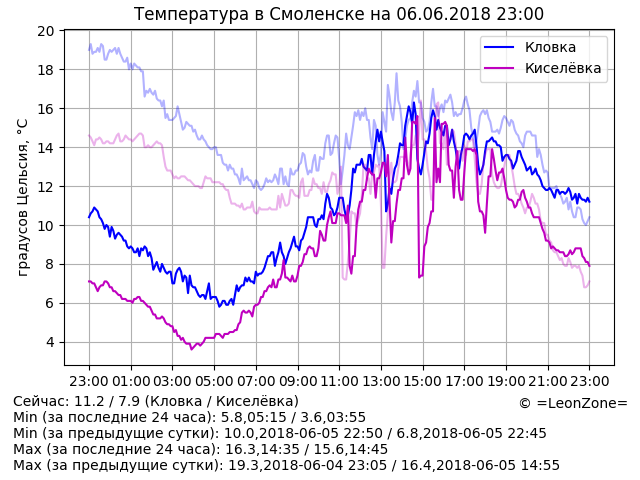 Температура в Смоленске на 06.06.2018 23:00
градусов Цельсия, °C
20
18
16
14
12
10
8
6
4
Кловка
Киселёвка
23:00 01:00 03:00 05:00 07:00 09:00 11:00 13:00 15:00 17:00 19:00 21:00 23:00
Сейчас: 11.2 / 7.9 (Кловка / Киселёвка)
© =LeonZone=
Min (за последние 24 часа): 5.8,05:15 / 3.6,03:55
Min (за предыдущие сутки): 10.0,2018-06-05 22:50 / 6.8,2018-06-05 22:45
Max (за последние 24 часа): 16.3,14:35 / 15.6,14:45
Max (за предыдущие сутки): 19.3,2018-06-04 23:05 / 16.4,2018-06-05 14:55